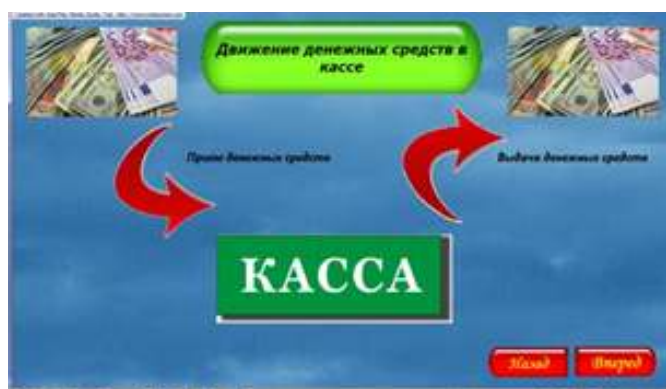 Движение денежных средств в
кассе
Прием денежных средств
Выдача денежных средств
КАССА
Назад
Вперед